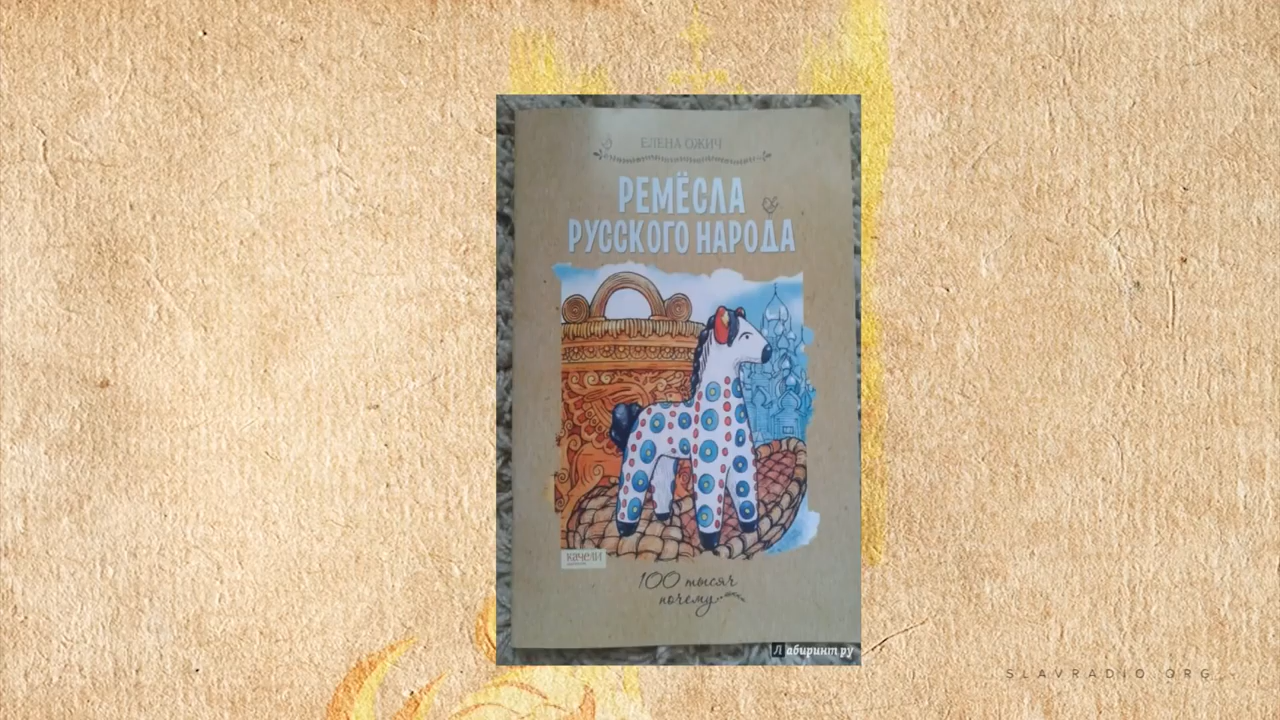 ЕЛЕНА ОЖИЧ
РЕМЁСЛА
РУССКОГО НАРОДА
качели
100 тысяч
почему
Лабиринт.ру
SLAVRADIO.ORG